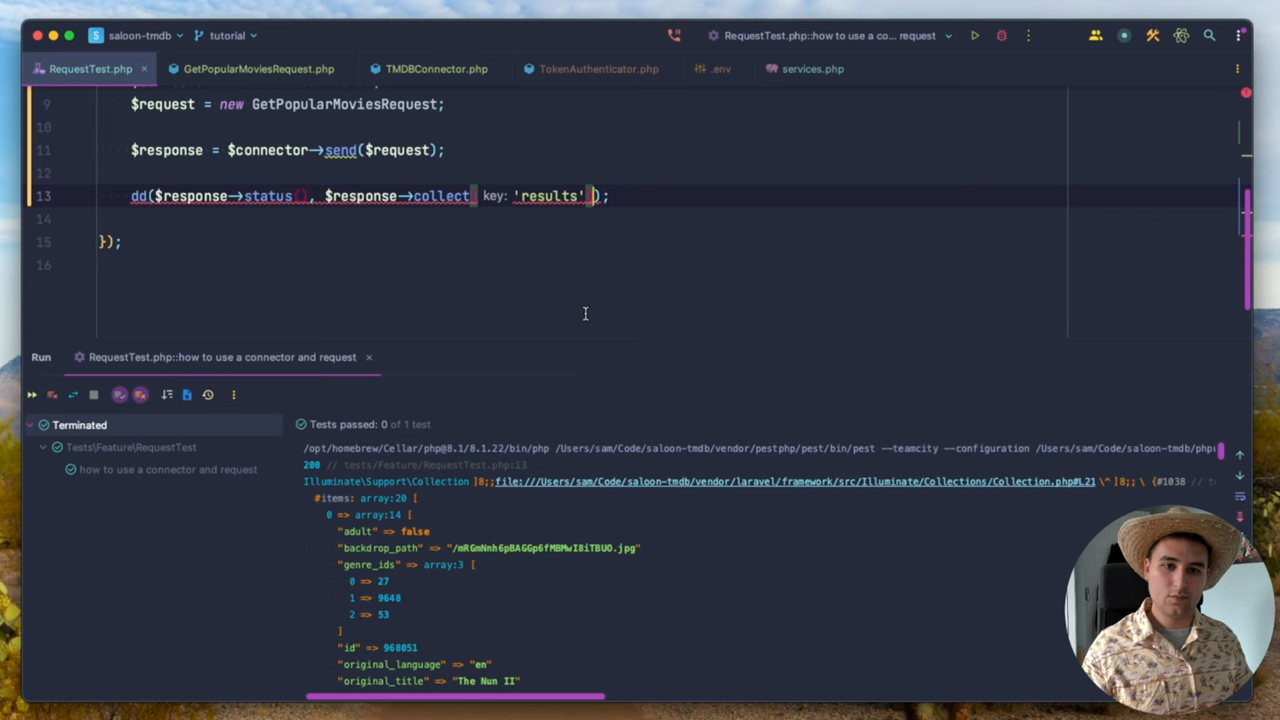 saloon-tmdb tutorial RequestTest.php::how to use a co... request
RequestTest.php GetPopularMoviesRequest.php TMDBConnector.php TokenAuthenticator.php .env services.php
9 $request = new GetPopularMoviesRequest;
10
11 $response = $connector->send($request);
12
13 dd($response->status(), $response->collect( key: 'results'));
14
15 });
16
Run RequestTest.php::how to use a connector and request
Terminated
Tests\Feature\RequestTest
how to use a connector and request
Tests passed: 0 of 1 test
/opt/homebrew/Cellar/php@8.1/8.1.22/bin/php /Users/sam/Code/saloon-tmdb/vendor/pestphp/pest/bin/pest --teamcity --configuration /Users/sam/Code/saloon-tmdb/php
200 // tests/Feature/RequestTest.php:13
Illuminate\Support\Collection ]8;;file:///Users/sam/Code/saloon-tmdb/vendor/laravel/framework/src/Illuminate/Collections/Collection.php#L21\^]8;;\ {#1038 // t
#items: array:20 [
0 => array:14 [
"adult" => false
"backdrop_path" => "/mRGmNnh6pBAGGp6fMBMwI8iTBUO.jpg"
"genre_ids" => array:3 [
0 => 27
1 => 9648
2 => 53
]
"id" => 968051
"original_language" => "en"
"original_title" => "The Nun II"